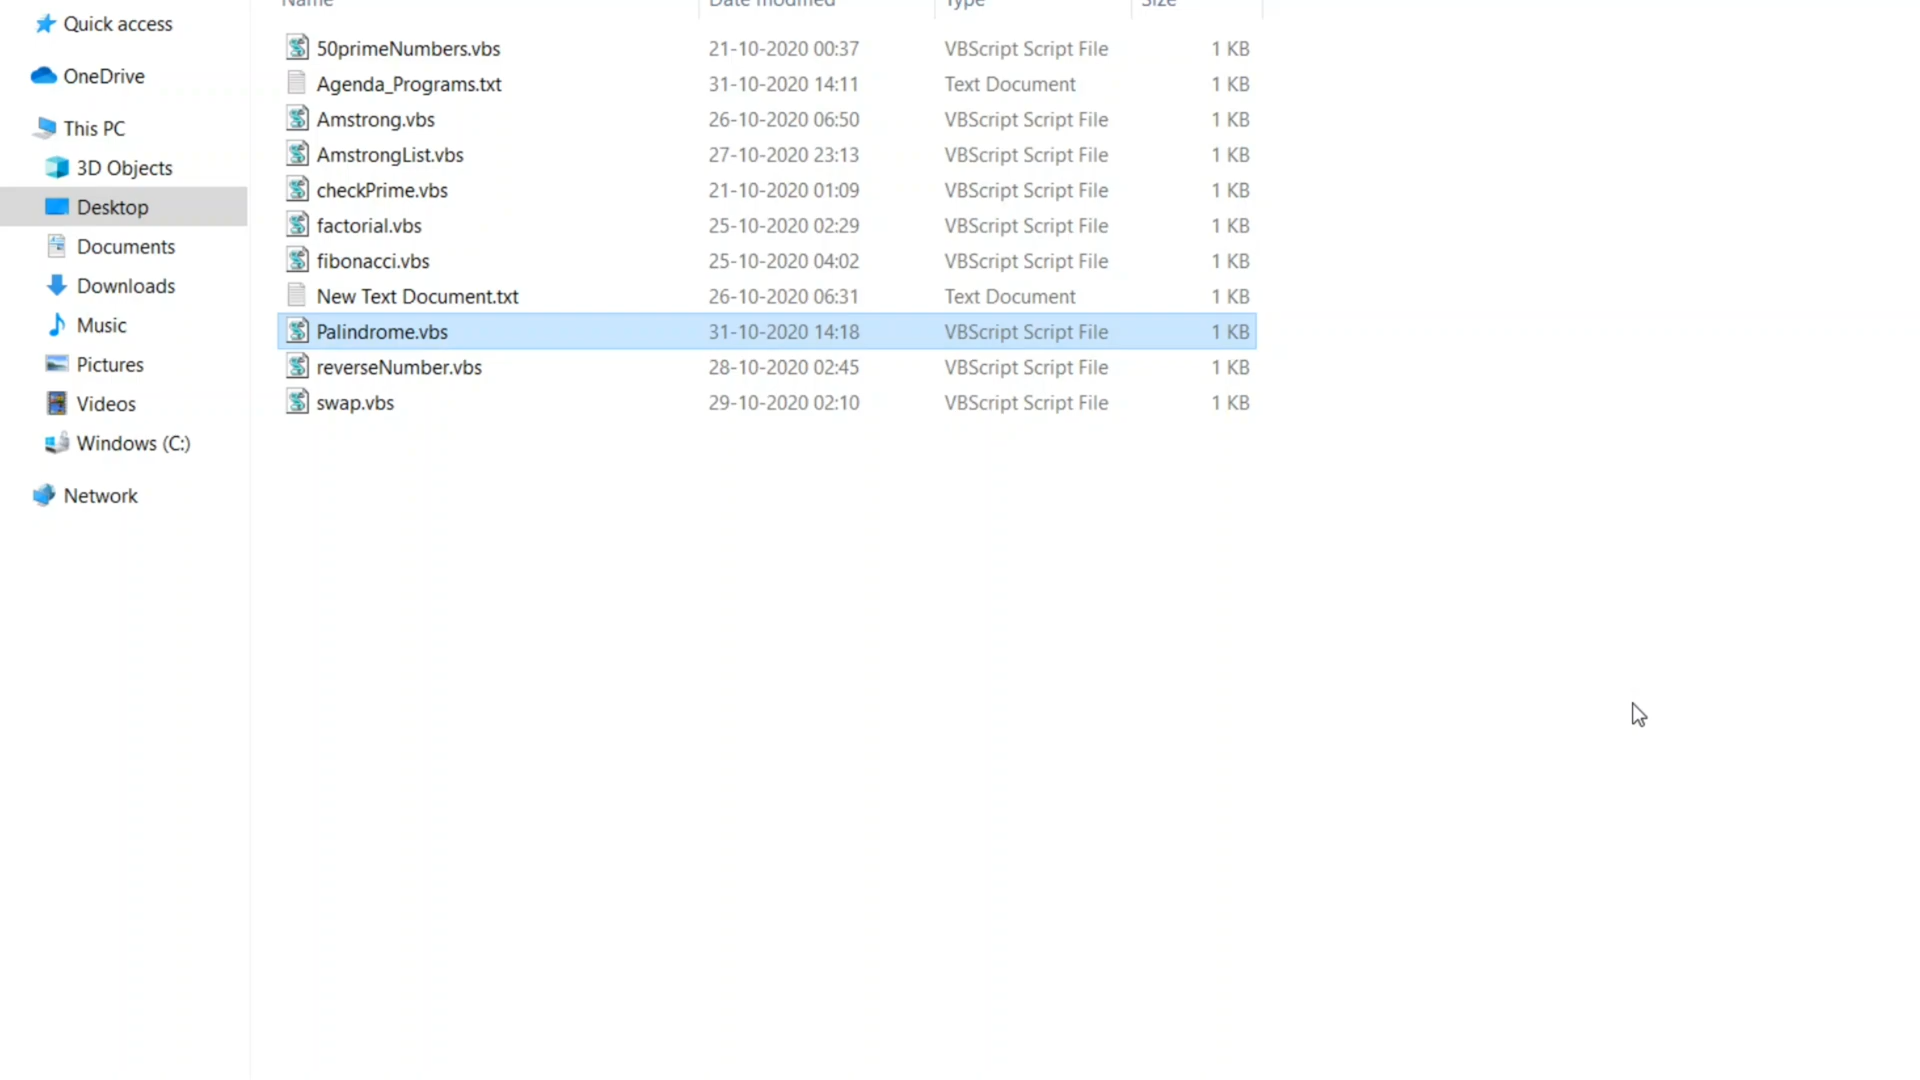 Name Date modified Type Size
Quick access
OneDrive
This PC
3D Objects
Desktop
Documents
Downloads
Music
Pictures
Videos
Windows (C:)
Network
50primeNumbers.vbs 21-10-2020 00:37 VBScript Script File 1 KB
Agenda_Programs.txt 31-10-2020 14:11 Text Document 1 KB
Amstrong.vbs 26-10-2020 06:50 VBScript Script File 1 KB
AmstrongList.vbs 27-10-2020 23:13 VBScript Script File 1 KB
checkPrime.vbs 21-10-2020 01:09 VBScript Script File 1 KB
factorial.vbs 25-10-2020 02:29 VBScript Script File 1 KB
fibonacci.vbs 25-10-2020 04:02 VBScript Script File 1 KB
New Text Document.txt 26-10-2020 06:31 Text Document 1 KB
Palindrome.vbs 31-10-2020 14:18 VBScript Script File 1 KB
reverseNumber.vbs 28-10-2020 02:45 VBScript Script File 1 KB
swap.vbs 29-10-2020 02:10 VBScript Script File 1 KB